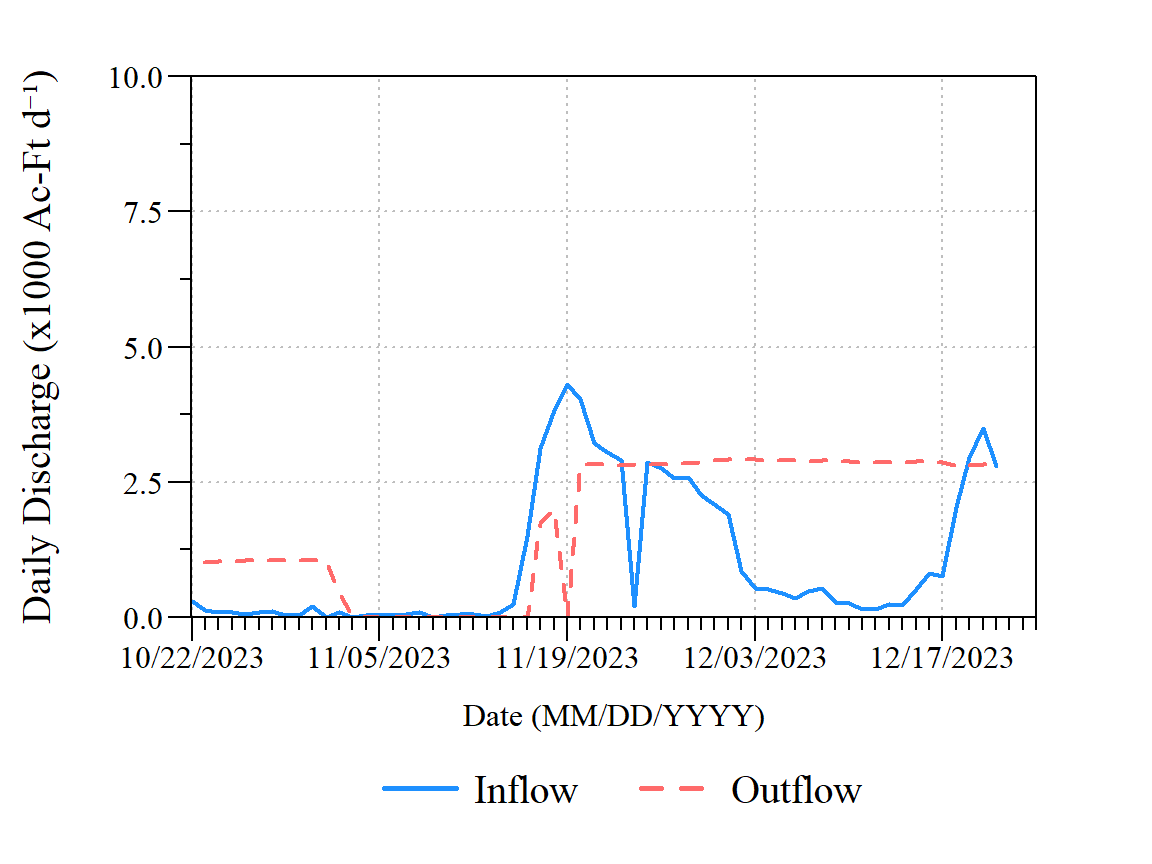 Daily Discharge (x1000 Ac-Ft d⁻¹)
10.0
7.5
5.0
2.5
0.0
10/22/2023 11/05/2023 11/19/2023 12/03/2023 12/17/2023
Date (MM/DD/YYYY)
Inflow Outflow